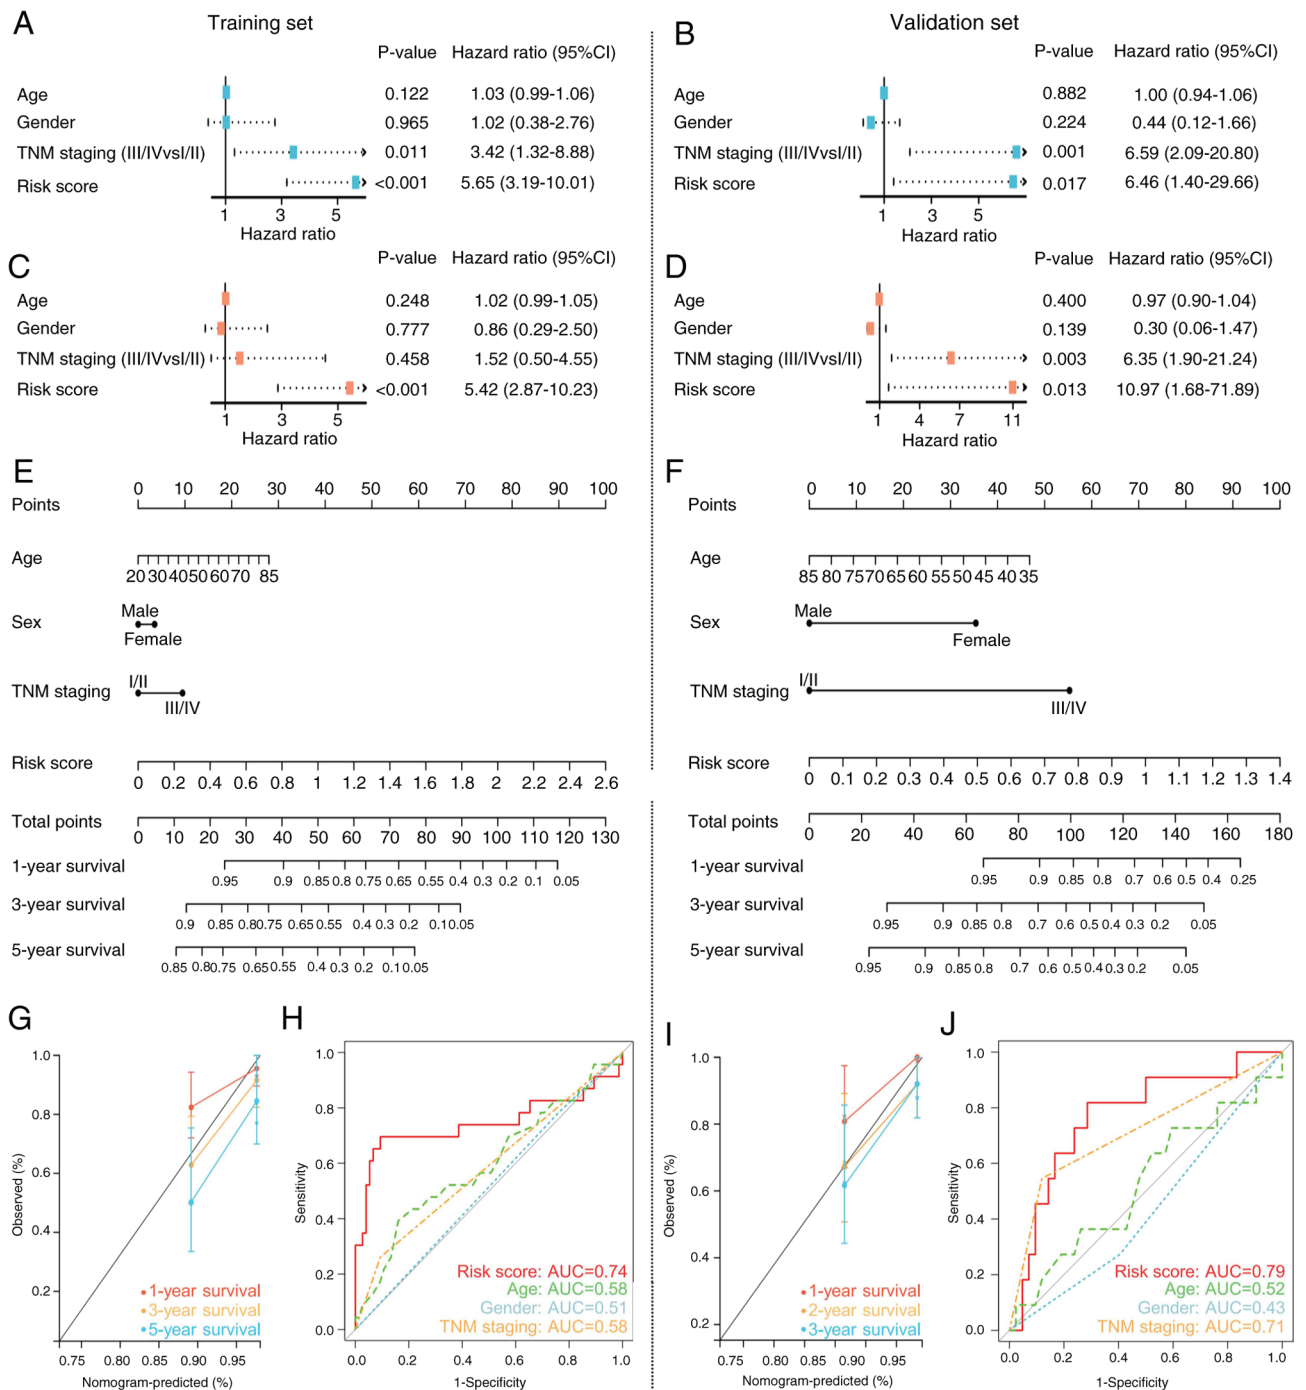 A Training set
P-value Hazard ratio (95%CI)
Age 0.122 1.03 (0.99-1.06)
Gender 0.965 1.02 (0.38-2.76)
TNM staging (III/IVvsI/II) 0.011 3.42 (1.32-8.88)
Risk score <0.001 5.65 (3.19-10.01)
1 3 5
Hazard ratio
B Validation set
P-value Hazard ratio (95%CI)
Age 0.882 1.00 (0.94-1.06)
Gender 0.224 0.44 (0.12-1.66)
TNM staging (III/IVvsI/II) 0.001 6.59 (2.09-20.80)
Risk score 0.017 6.46 (1.40-29.66)
1 3 5
Hazard ratio
C P-value Hazard ratio (95%CI)
Age 0.248 1.02 (0.99-1.05)
Gender 0.777 0.86 (0.29-2.50)
TNM staging (III/IVvsI/II) 0.458 1.52 (0.50-4.55)
Risk score <0.001 5.42 (2.87-10.23)
1 3 5
Hazard ratio
D P-value Hazard ratio (95%CI)
Age 0.400 0.97 (0.90-1.04)
Gender 0.139 0.30 (0.06-1.47)
TNM staging (III/IVvsI/II) 0.003 6.35 (1.90-21.24)
Risk score 0.013 10.97 (1.68-71.89)
1 4 7 11
Hazard ratio
E
Points 0 10 20 30 40 50 60 70 80 90 100
Age
20 30 40 50 60 70 85
Male
Sex
Female
I/II
TNM staging
III/IV
Risk score
0 0.2 0.4 0.6 0.8 1 1.2 1.4 1.6 1.8 2 2.2 2.4 2.6
Total points
0 10 20 30 40 50 60 70 80 90 100 110 120 130
1-year survival
0.95 0.9 0.85 0.8 0.75 0.65 0.55 0.4 0.3 0.2 0.1 0.05
3-year survival
0.9 0.85 0.80 0.75 0.65 0.55 0.4 0.3 0.2 0.10 0.05
5-year survival
0.85 0.80 0.75 0.65 0.55 0.4 0.3 0.2 0.10 0.05
F
Points 0 10 20 30 40 50 60 70 80 90 100
Age
85 80 75 70 65 60 55 50 45 40 35
Male
Sex
Female
I/II
TNM staging
III/IV
Risk score
0 0.1 0.2 0.3 0.4 0.5 0.6 0.7 0.8 0.9 1 1.1 1.2 1.3 1.4
Total points
0 20 40 60 80 100 120 140 160 180
1-year survival
0.95 0.9 0.85 0.8 0.7 0.6 0.5 0.4 0.25
3-year survival
0.95 0.9 0.85 0.8 0.7 0.6 0.5 0.4 0.3 0.2 0.05
5-year survival
0.95 0.9 0.85 0.8 0.7 0.6 0.5 0.4 0.3 0.2 0.05
G
1.0
0.8
0.6
0.4
0.2
Observed (%)
1-year survival
3-year survival
5-year survival
0.75 0.80 0.85 0.90 0.95
Nomogram-predicted (%)
H
1.0
0.8
0.6
0.4
0.2
0.0
Sensitivity
Risk score: AUC=0.74
Age: AUC=0.58
Gender: AUC=0.51
TNM staging: AUC=0.58
0.0 0.2 0.4 0.6 0.8 1.0
1-Specificity
I
1.0
0.8
0.6
0.4
0.2
Observed (%)
1-year survival
2-year survival
3-year survival
0.75 0.80 0.85 0.90 0.95
Nomogram-predicted (%)
J
1.0
0.8
0.6
0.4
0.2
0.0
Sensitivity
Risk score: AUC=0.79
Age: AUC=0.52
Gender: AUC=0.43
TNM staging: AUC=0.71
0.0 0.2 0.4 0.6 0.8 1.0
1-Specificity